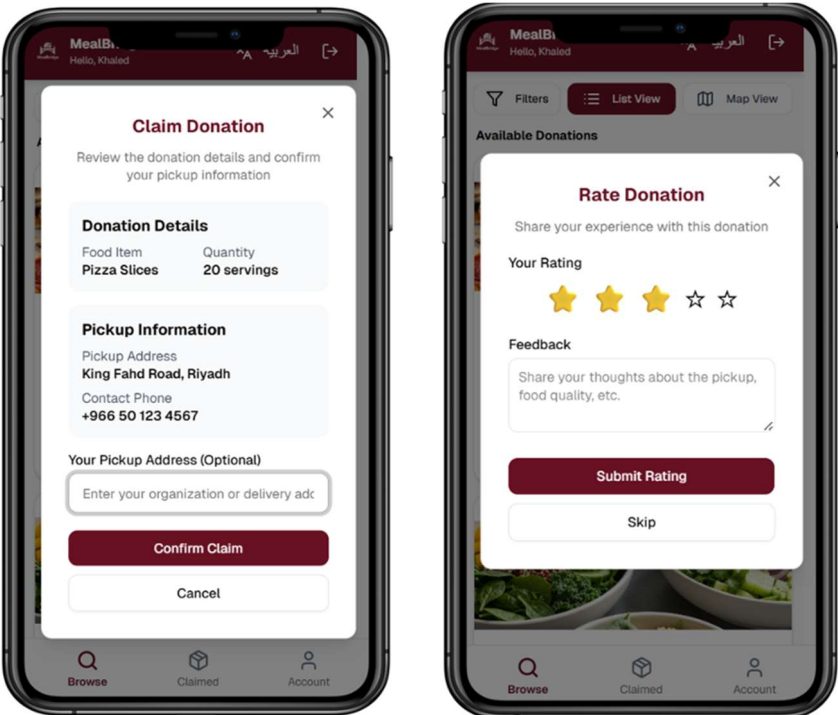 MealBri
Hello, Khaled
العربية
Claim Donation
Review the donation details and confirm
your pickup information
Donation Details
Food Item Quantity
Pizza Slices 20 servings
Pickup Information
Pickup Address
King Fahd Road, Riyadh
Contact Phone
+966 50 123 4567
Your Pickup Address (Optional)
Enter your organization or delivery adc
Confirm Claim
Cancel
Browse Claimed Account
MealBri
Hello, Khaled
العربية
Filters List View Map View
Available Donations
Rate Donation
Share your experience with this donation
Your Rating
Feedback
Share your thoughts about the pickup,
food quality, etc.
Submit Rating
Skip
Browse Claimed Account